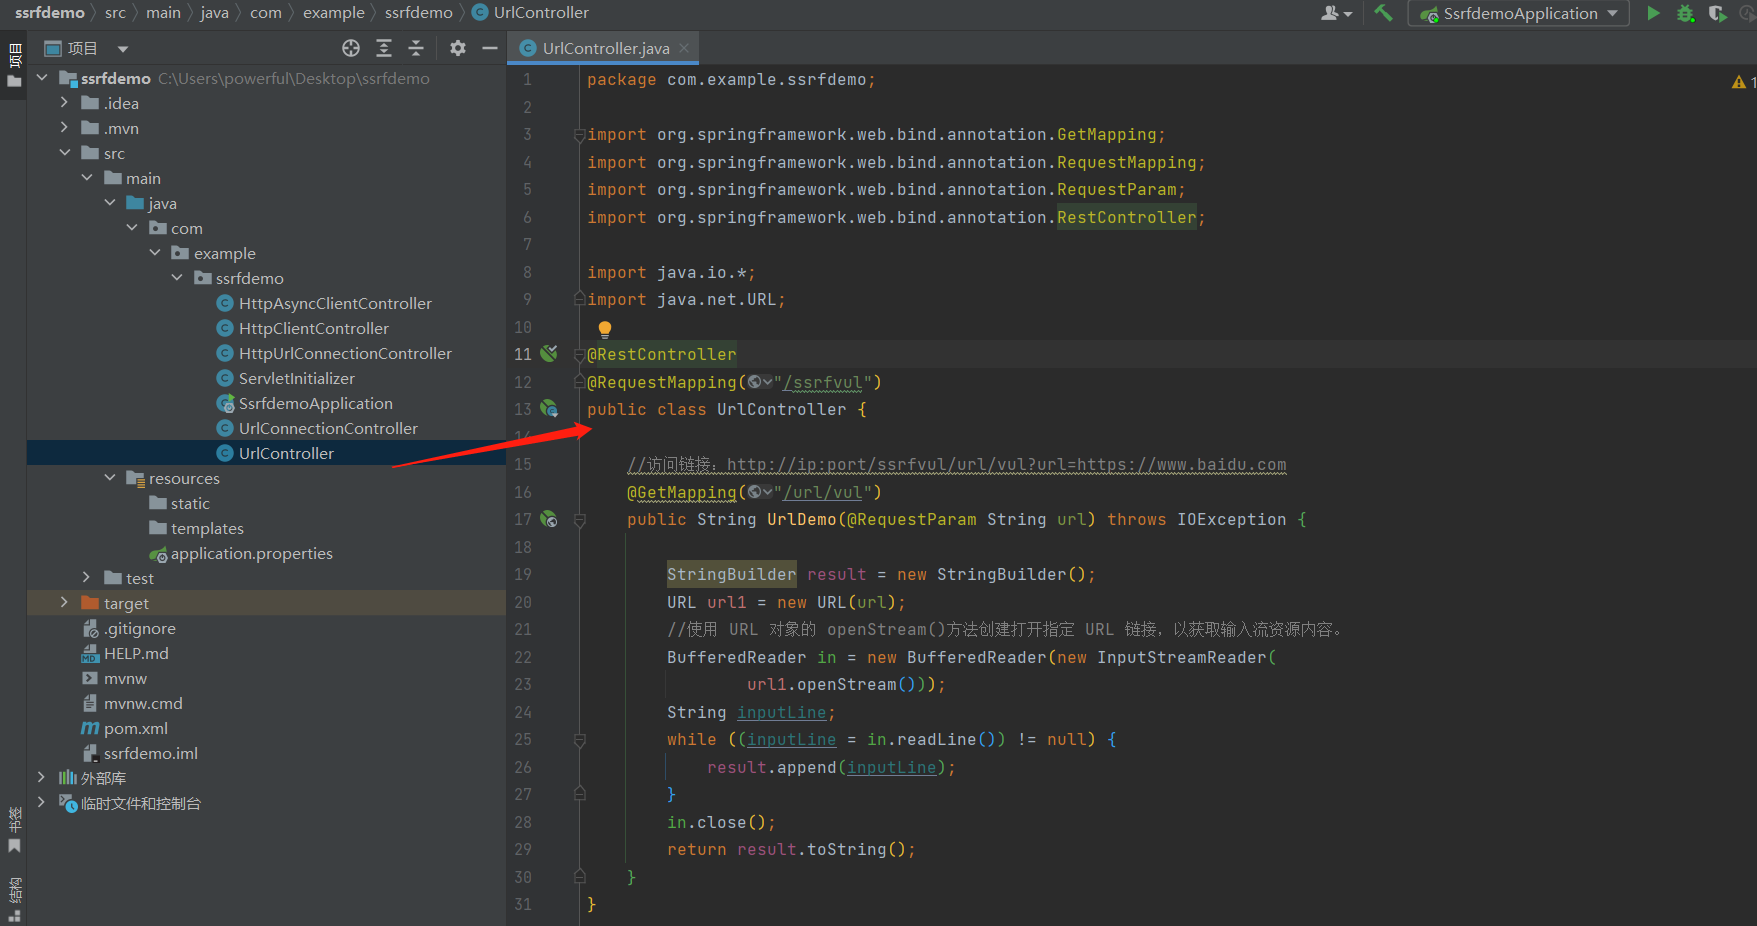 ssrfdemo › src › main › java › com › example › ssrfdemo › UrlController
SsrfdemoApplication
项目
UrlController.java
项目
书签
结构
ssrfdemo C:\Users\powerful\Desktop\ssrfdemo
.idea
.mvn
src
main
java
com
example
ssrfdemo
HttpAsyncClientController
HttpClientController
HttpUrlConnectionController
ServletInitializer
SsrfdemoApplication
UrlConnectionController
UrlController
resources
static
templates
application.properties
test
target
.gitignore
HELP.md
mvnw
mvnw.cmd
pom.xml
ssrfdemo.iml
外部库
临时文件和控制台
1 package com.example.ssrfdemo;
2
3 import org.springframework.web.bind.annotation.GetMapping;
4 import org.springframework.web.bind.annotation.RequestMapping;
5 import org.springframework.web.bind.annotation.RequestParam;
6 import org.springframework.web.bind.annotation.RestController;
7
8 import java.io.*;
9 import java.net.URL;
10
11 @RestController
12 @RequestMapping("/ssrfvul")
13 public class UrlController {
14
15 //访问链接：http://ip:port/ssrfvul/url/vul?url=https://www.baidu.com
16 @GetMapping("/url/vul")
17 public String UrlDemo(@RequestParam String url) throws IOException {
18
19 StringBuilder result = new StringBuilder();
20 URL url1 = new URL(url);
21 //使用 URL 对象的 openStream()方法创建打开指定 URL 链接，以获取输入流资源内容。
22 BufferedReader in = new BufferedReader(new InputStreamReader(
23 url1.openStream()));
24 String inputLine;
25 while ((inputLine = in.readLine()) != null) {
26 result.append(inputLine);
27 }
28 in.close();
29 return result.toString();
30 }
31 }
1